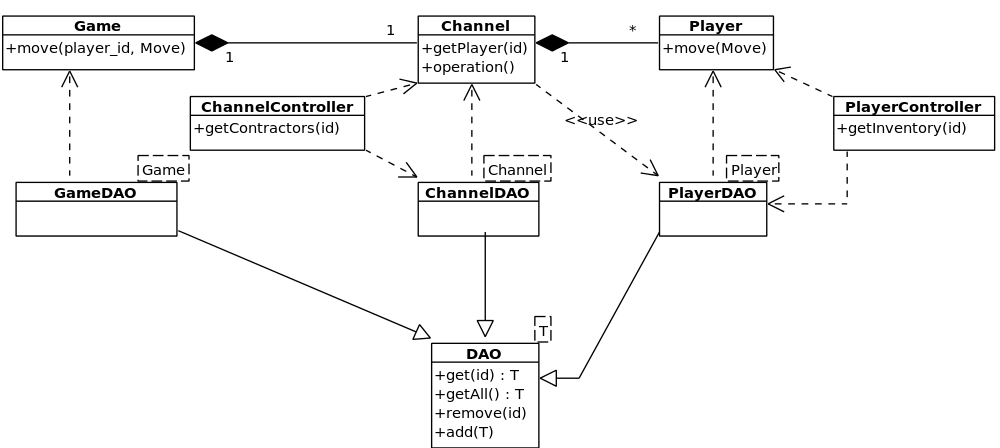 Game
+move(player_id, Move)
1
1
Channel
+getPlayer(id)
+operation()
1
*
Player
+move(Move)
ChannelController
+getContractors(id)
<<use>>
PlayerController
+getInventory(id)
Game
GameDAO
Channel
ChannelDAO
Player
PlayerDAO
T
DAO
+get(id) : T
+getAll() : T
+remove(id)
+add(T)